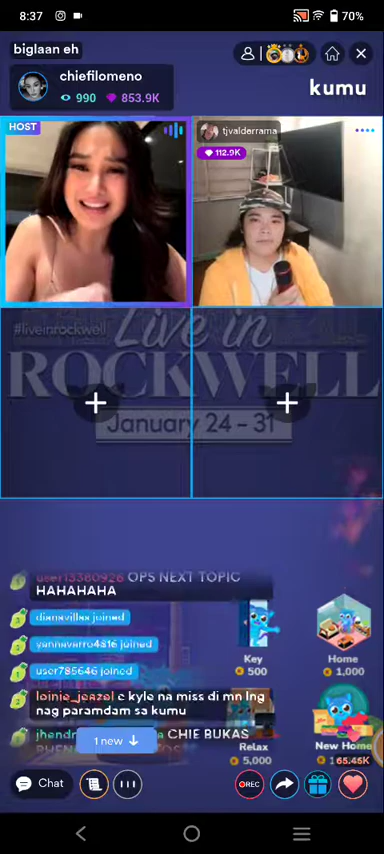 8:37
70%
biglaan eh
chiefilomeno
990
853.9K
kumu
HOST
tjvalderrama
112.9K
#liveinrockwell
Live in
ROCKWELL
January 24 - 31
user13380926 OPS NEXT TOPIC
HAHAHAHA
joined
joined
user785646 joined
e kyle na miss di mn lng
nag paramdam sa kumu
CHIE BUKAS
1 new
Key
500
Home
1,000
Relax
5,000
New Home
65.46K
Chat
REC